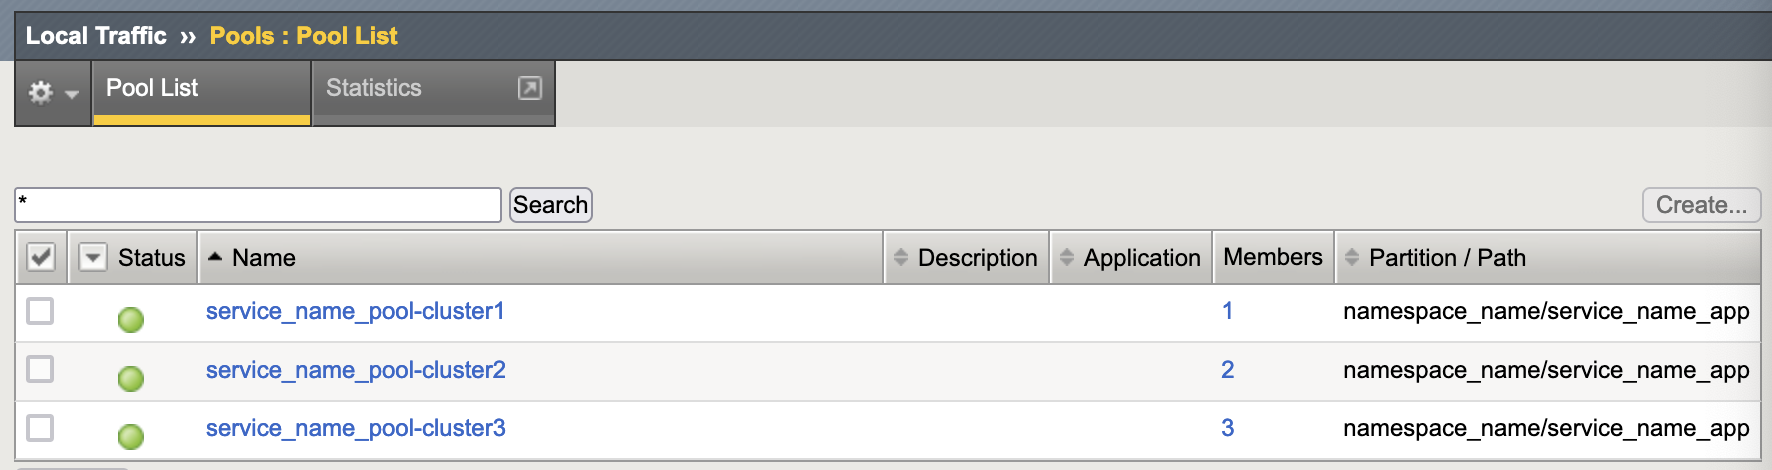 Local Traffic ›› Pools : Pool List
Pool List Statistics
* Search Create...
Status Name Description Application Members Partition / Path
service_name_pool-cluster1 1 namespace_name/service_name_app
service_name_pool-cluster2 2 namespace_name/service_name_app
service_name_pool-cluster3 3 namespace_name/service_name_app